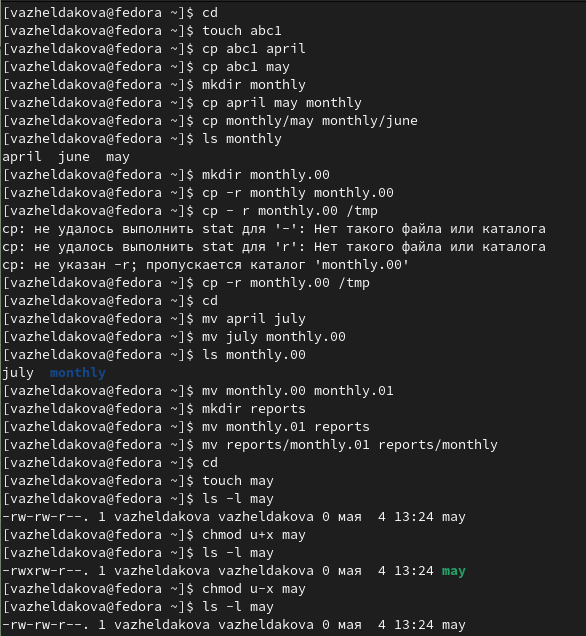 [vazheldakova@fedora ~]$ cd
[vazheldakova@fedora ~]$ touch abc1
[vazheldakova@fedora ~]$ cp abc1 april
[vazheldakova@fedora ~]$ cp abc1 may
[vazheldakova@fedora ~]$ mkdir monthly
[vazheldakova@fedora ~]$ cp april may monthly
[vazheldakova@fedora ~]$ cp monthly/may monthly/june
[vazheldakova@fedora ~]$ ls monthly
april  june  may
[vazheldakova@fedora ~]$ mkdir monthly.00
[vazheldakova@fedora ~]$ cp -r monthly monthly.00
[vazheldakova@fedora ~]$ cp - r monthly.00 /tmp
cp: не удалось выполнить stat для '-': Нет такого файла или каталога
cp: не удалось выполнить stat для 'r': Нет такого файла или каталога
cp: не указан -r; пропускается каталог 'monthly.00'
[vazheldakova@fedora ~]$ cp -r monthly.00 /tmp
[vazheldakova@fedora ~]$ cd
[vazheldakova@fedora ~]$ mv april july
[vazheldakova@fedora ~]$ mv july monthly.00
[vazheldakova@fedora ~]$ ls monthly.00
july  monthly
[vazheldakova@fedora ~]$ mv monthly.00 monthly.01
[vazheldakova@fedora ~]$ mkdir reports
[vazheldakova@fedora ~]$ mv monthly.01 reports
[vazheldakova@fedora ~]$ mv reports/monthly.01 reports/monthly
[vazheldakova@fedora ~]$ cd
[vazheldakova@fedora ~]$ touch may
[vazheldakova@fedora ~]$ ls -l may
-rw-rw-r--. 1 vazheldakova vazheldakova 0 мая  4 13:24 may
[vazheldakova@fedora ~]$ chmod u+x may
[vazheldakova@fedora ~]$ ls -l may
-rwxrw-r--. 1 vazheldakova vazheldakova 0 мая  4 13:24 may
[vazheldakova@fedora ~]$ chmod u-x may
[vazheldakova@fedora ~]$ ls -l may
-rw-rw-r--. 1 vazheldakova vazheldakova 0 мая  4 13:24 may